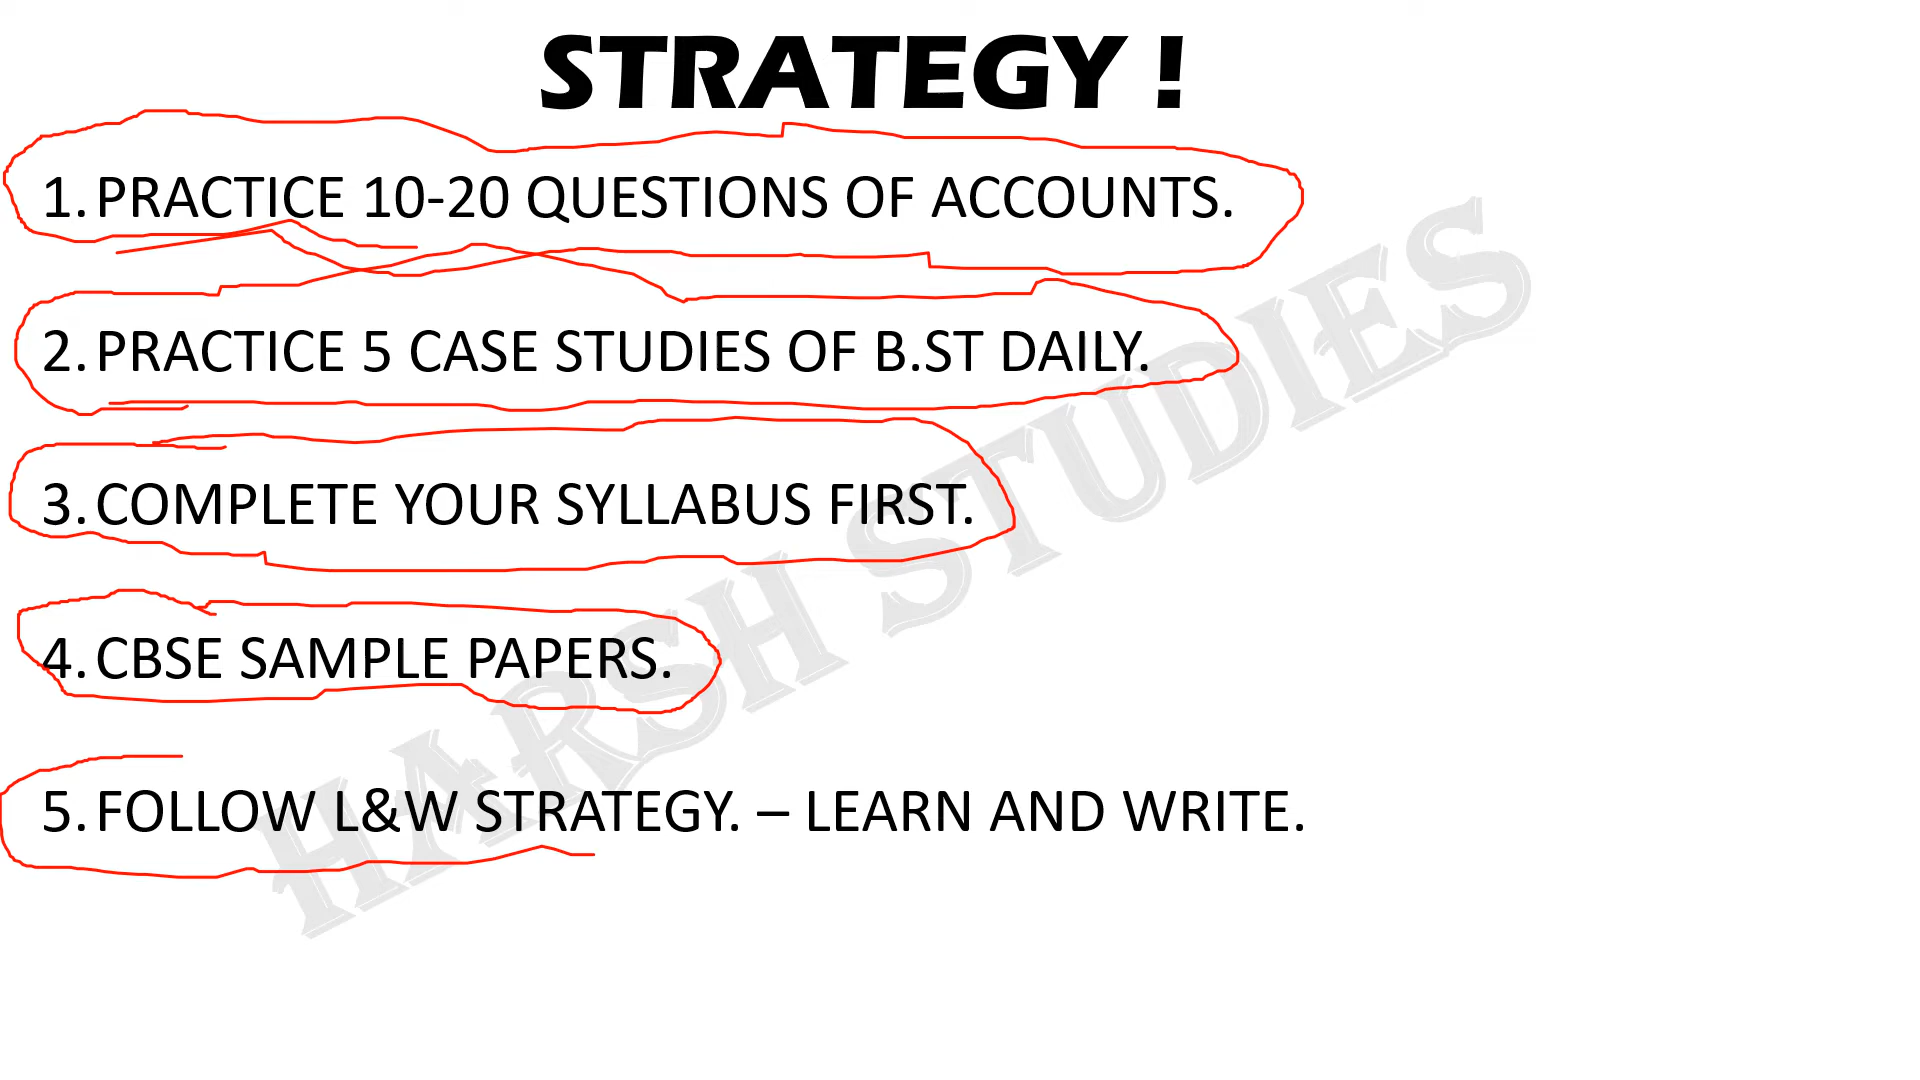 STRATEGY !
1. PRACTICE 10-20 QUESTIONS OF ACCOUNTS.
2. PRACTICE 5 CASE STUDIES OF B.ST DAILY.
3. COMPLETE YOUR SYLLABUS FIRST.
4. CBSE SAMPLE PAPERS.
5. FOLLOW L&W STRATEGY. – LEARN AND WRITE.
HARSH STUDIES